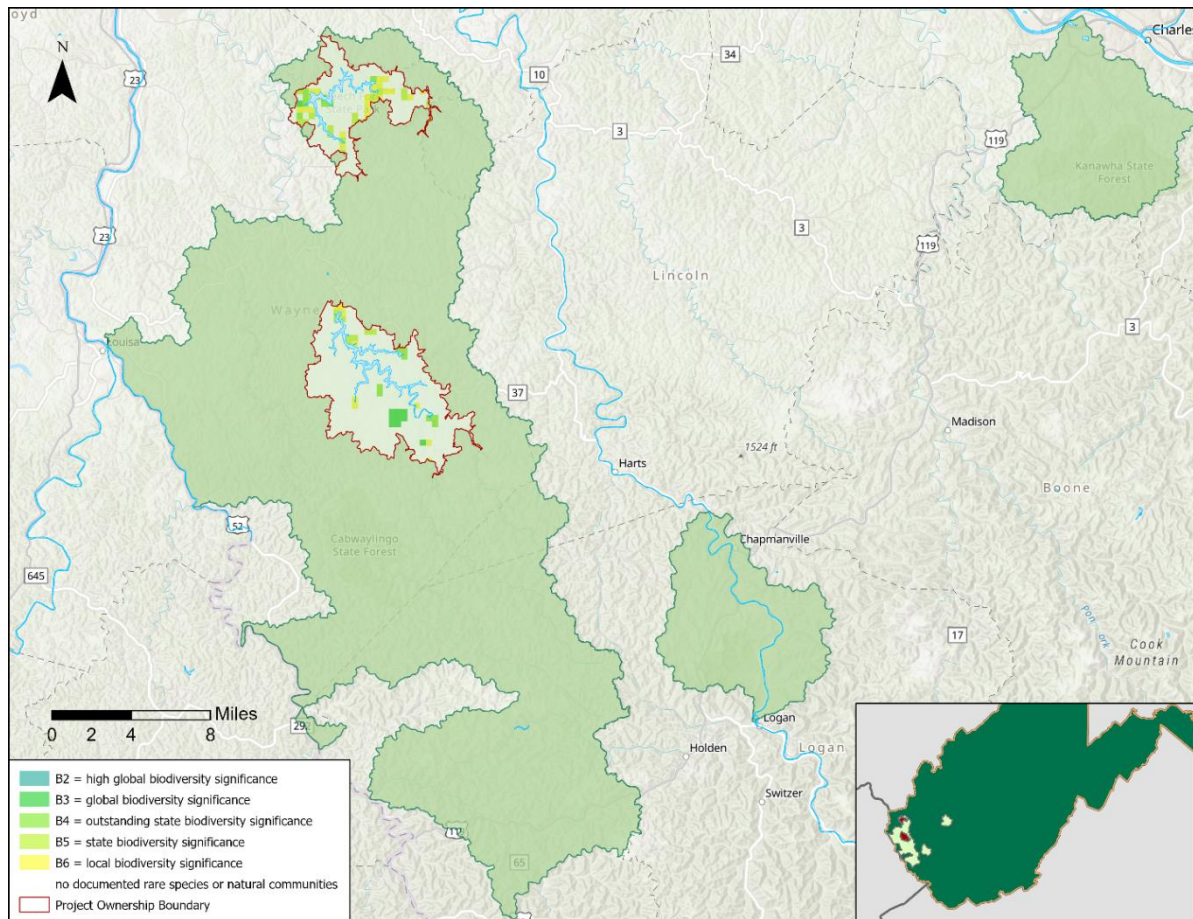 oyd
Charles
N
23
10
34
3
119
Kanawha State
Forest
3
23
119
Lincoln
Wayne
Louisa
3
37
Madison
1524 ft
Harts
Boone
52
Chapmanville
Cabwaylingo
State Forest
645
17
Cook
Mountain
Miles
0 2 4 8
29
Logan
Logan
Holden
Switzer
65
B2 = high global biodiversity significance
B3 = global biodiversity significance
B4 = outstanding state biodiversity significance
B5 = state biodiversity significance
B6 = local biodiversity significance
no documented rare species or natural communities
Project Ownership Boundary